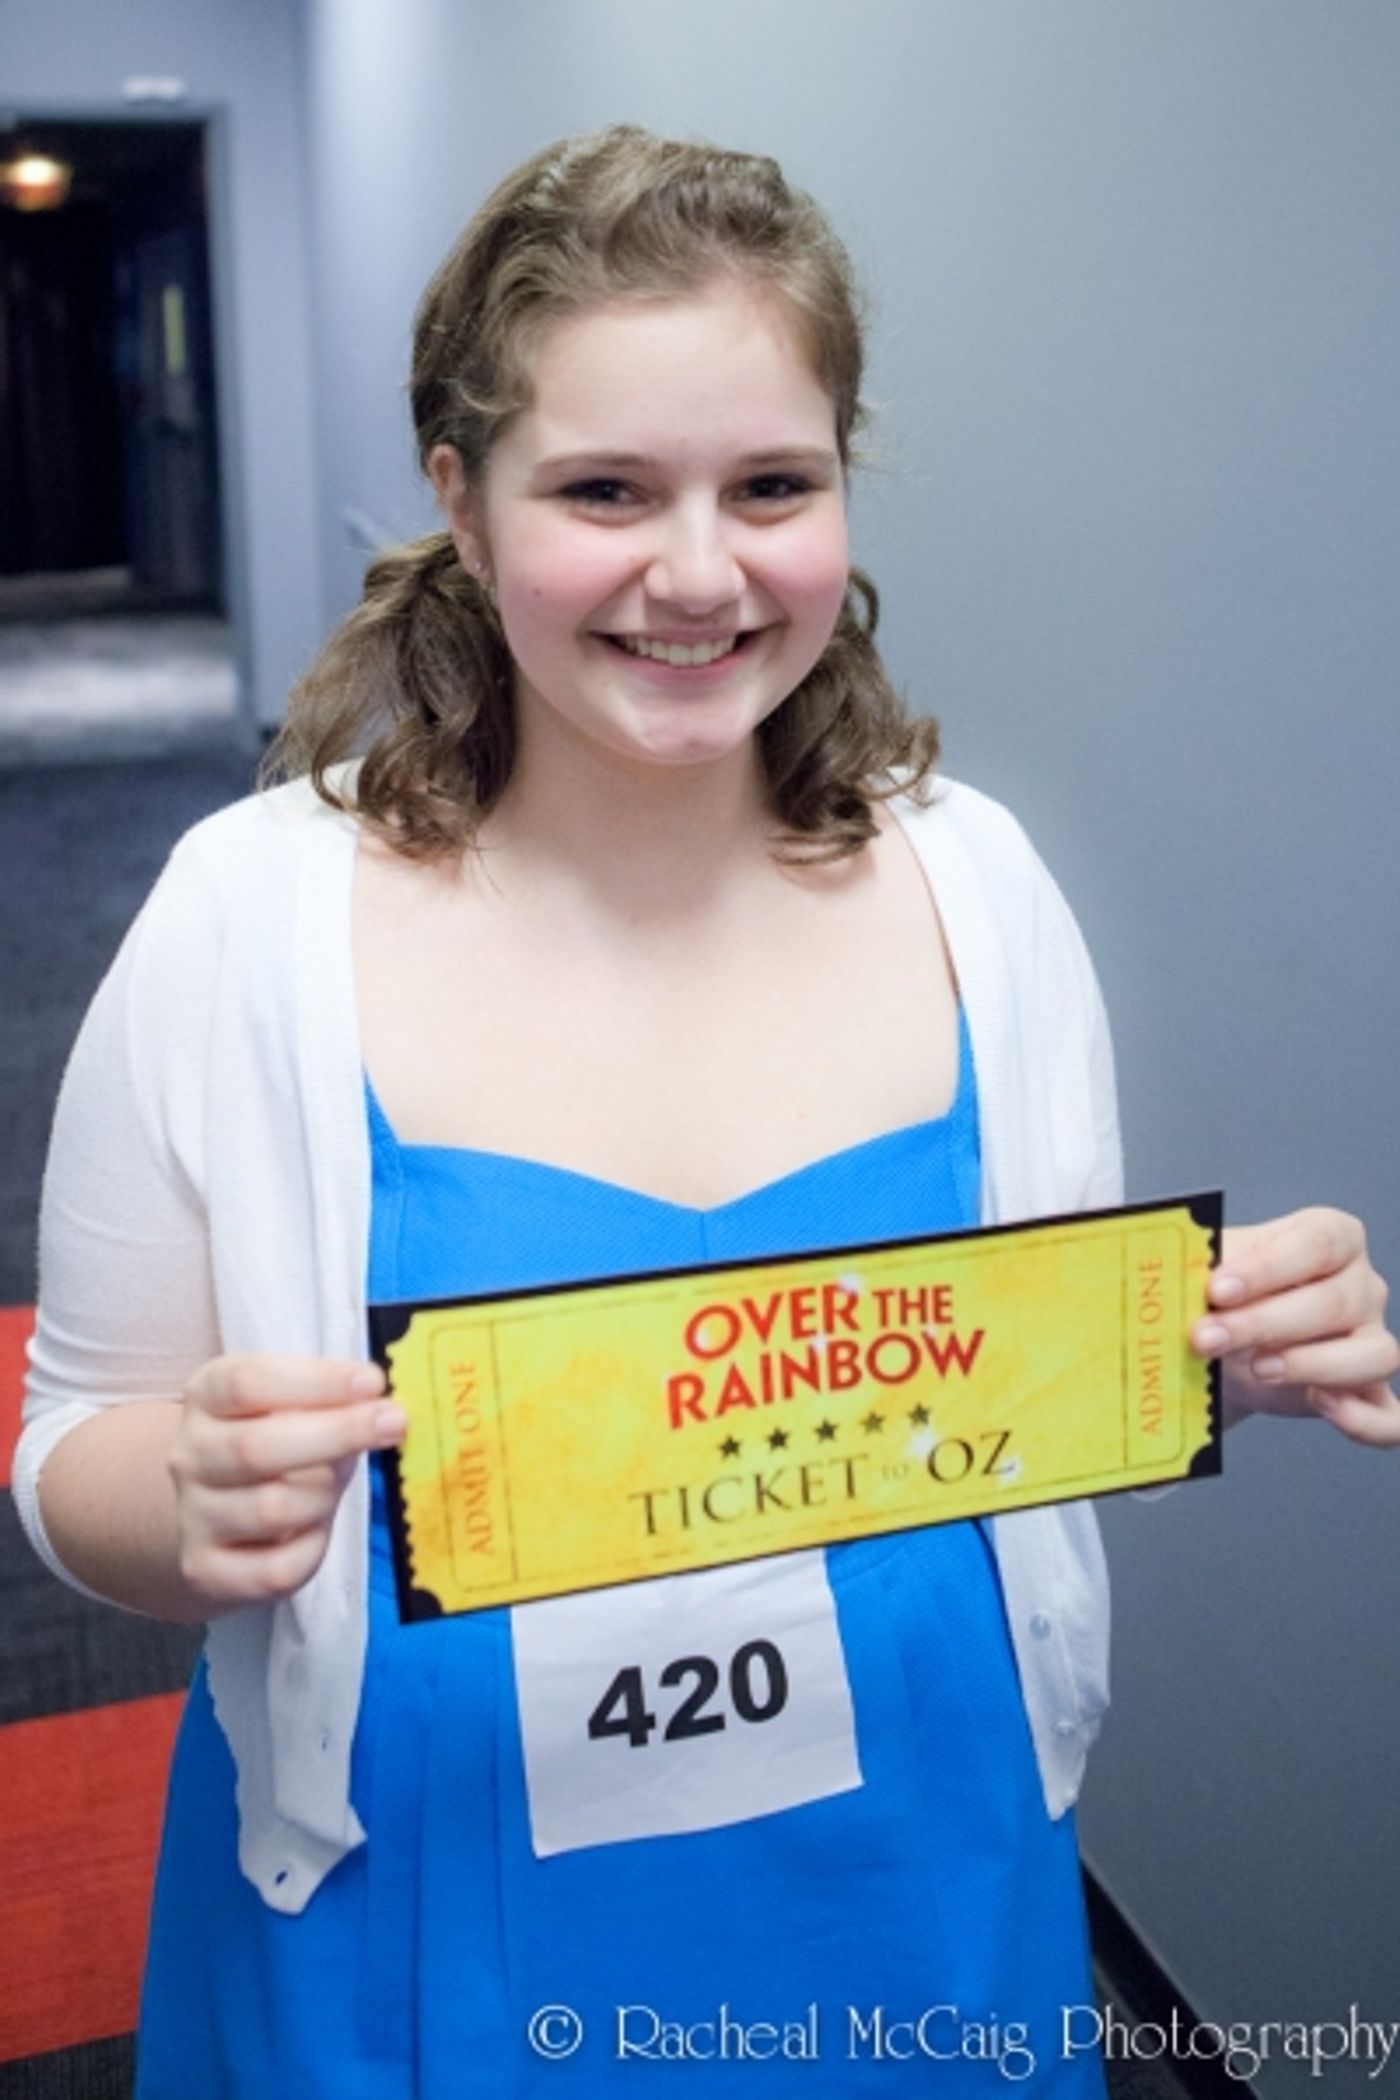 OVER THE
RAINBOW
TICKET TO OZ
ADMIT ONE
ADMIT ONE
420
© Racheal McCaig Photography